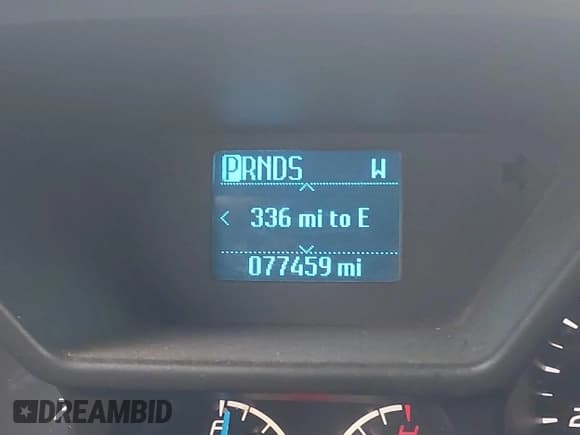 PRNDS W
< 336 mi to E
077459 mi
DREAMBID